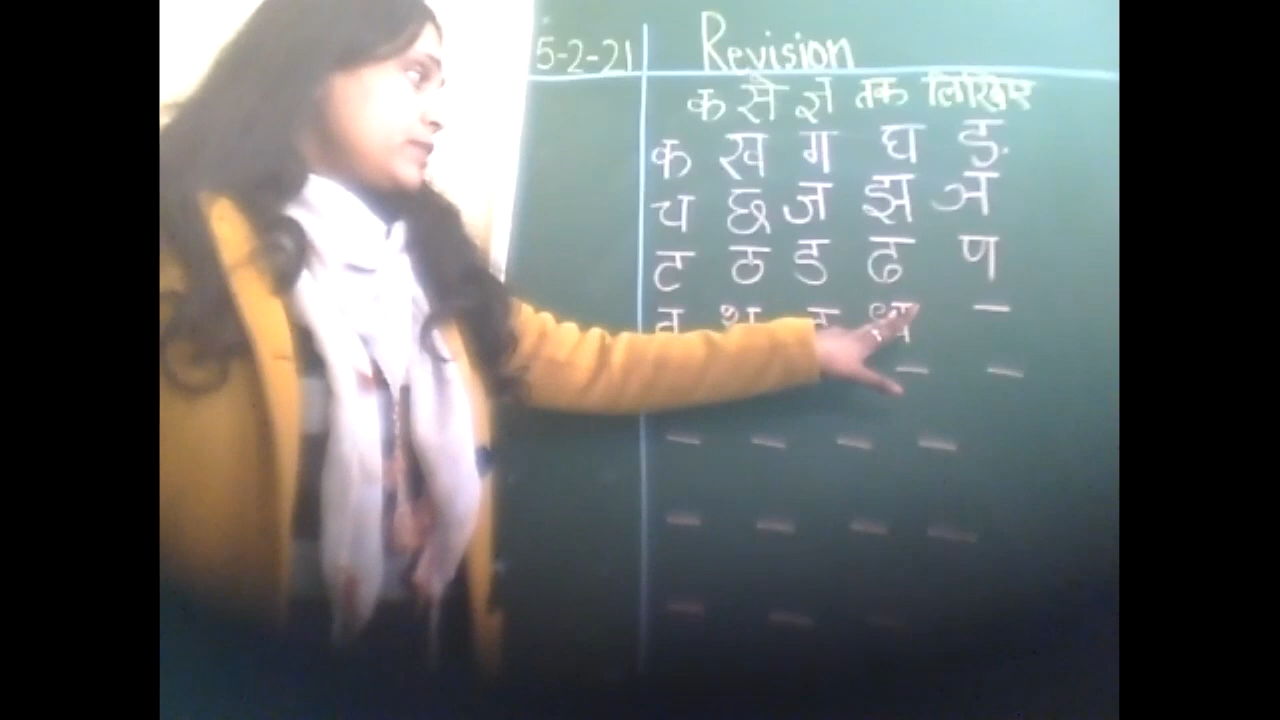 5-2-21 Revision
क से ज्ञ तक लिखिए
क ख ग घ ङ
च छ ज झ ञ
ट ठ ड ढ ण
त थ द ध